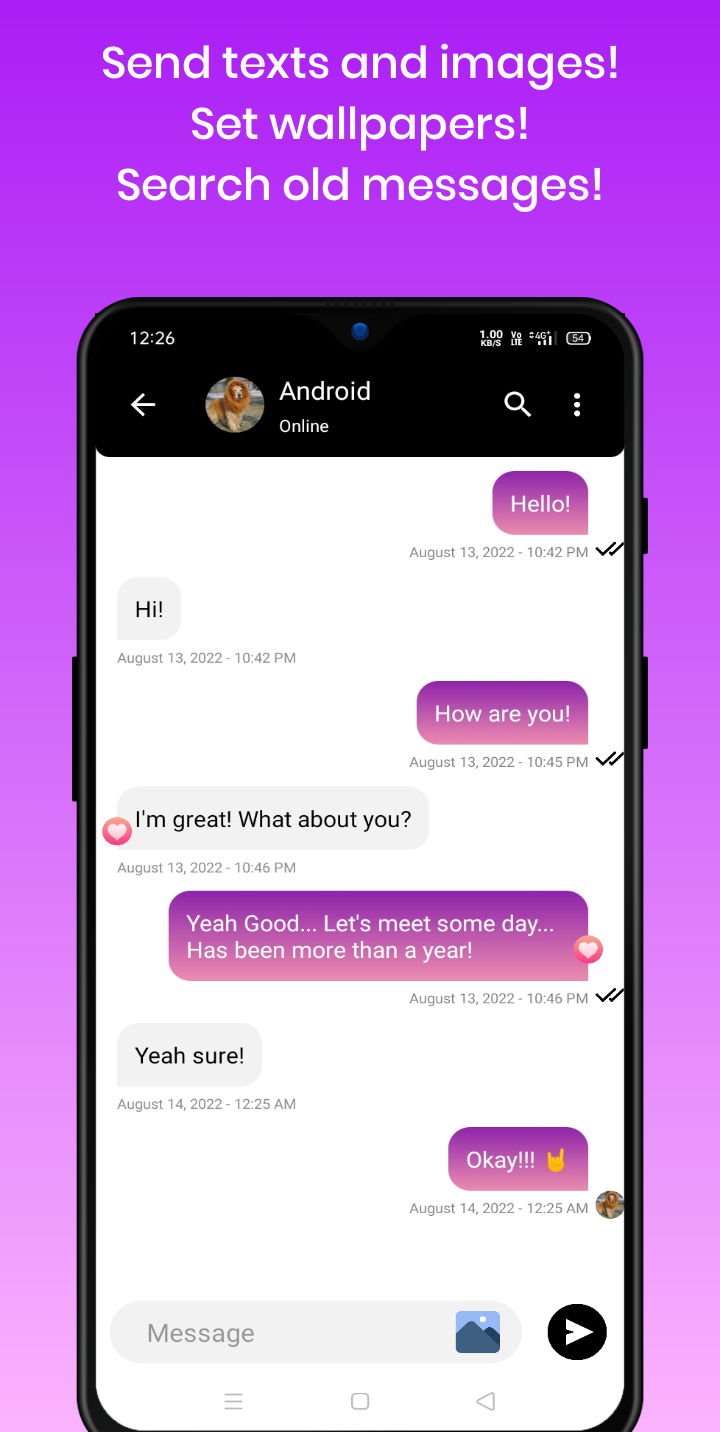 Send texts and images!
Set wallpapers!
Search old messages!
12:26
1.00 KB/S
Vo LTE
4G+
54
Android
Online
Hello!
August 13, 2022 - 10:42 PM
Hi!
August 13, 2022 - 10:42 PM
How are you!
August 13, 2022 - 10:45 PM
I'm great! What about you?
August 13, 2022 - 10:46 PM
Yeah Good... Let's meet some day...
Has been more than a year!
August 13, 2022 - 10:46 PM
Yeah sure!
August 14, 2022 - 12:25 AM
Okay!!! 🤘
August 14, 2022 - 12:25 AM
Message